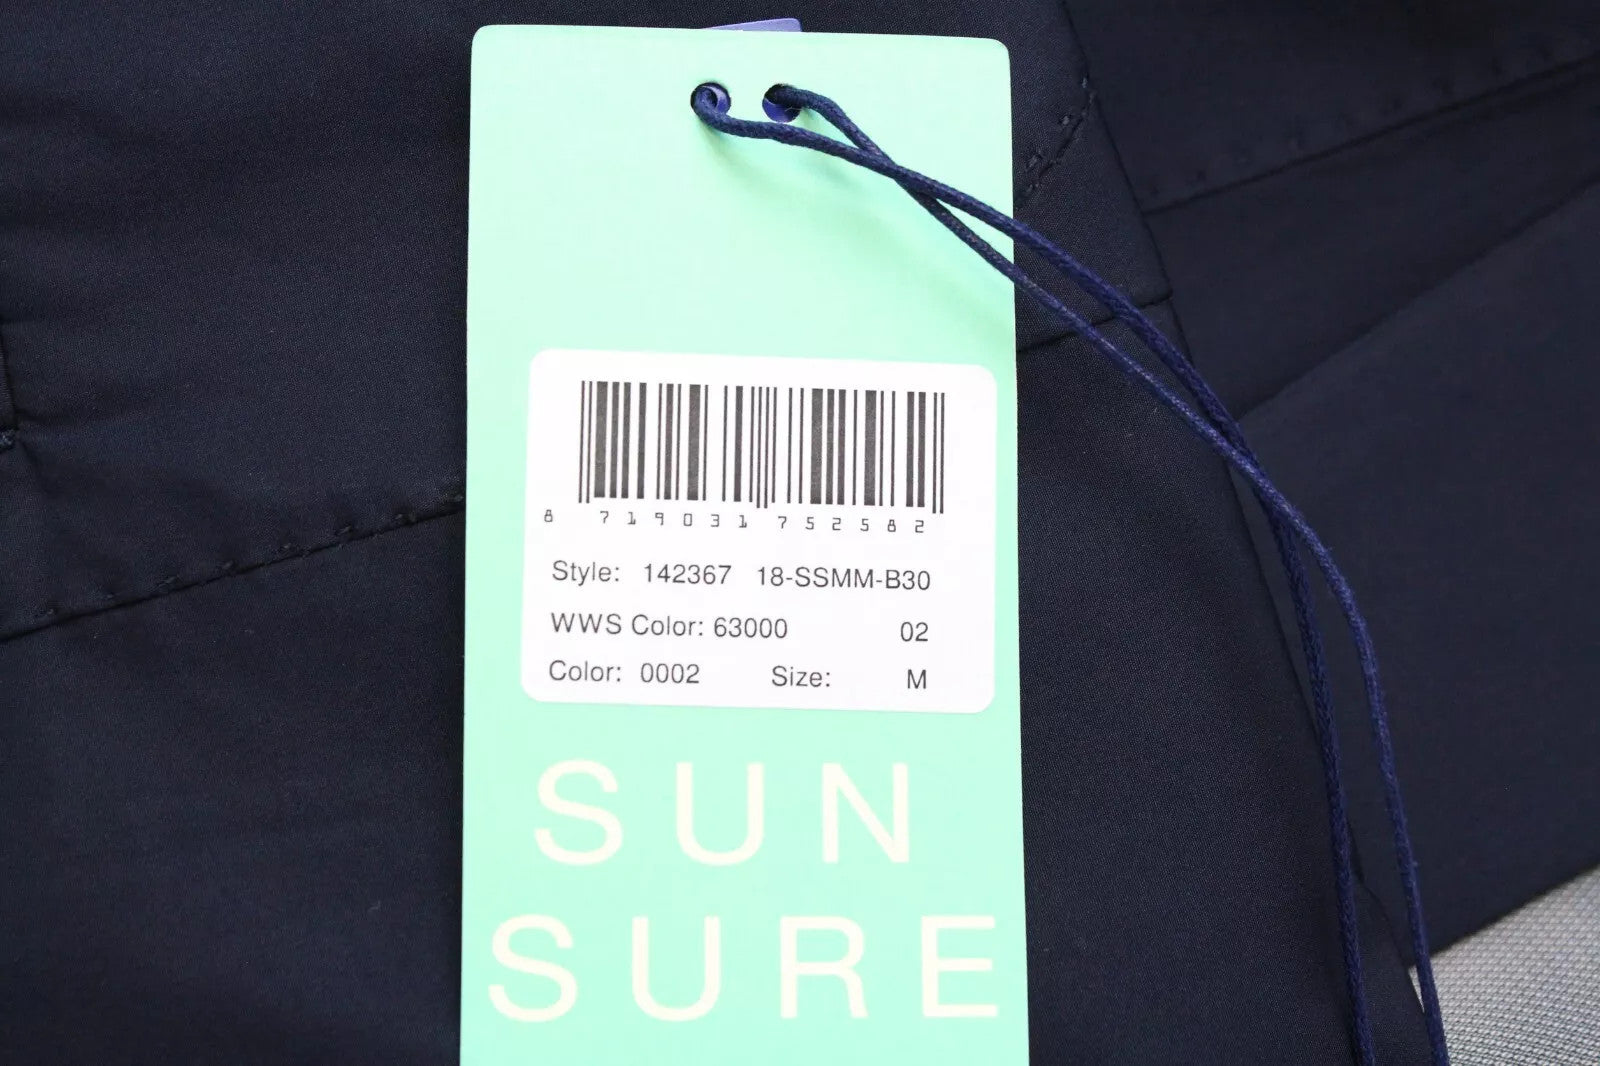 8 719031 752582
Style: 142367 18-SSMM-B30
WWS Color: 63000 02
Color: 0002 Size: M
SUN
SURE